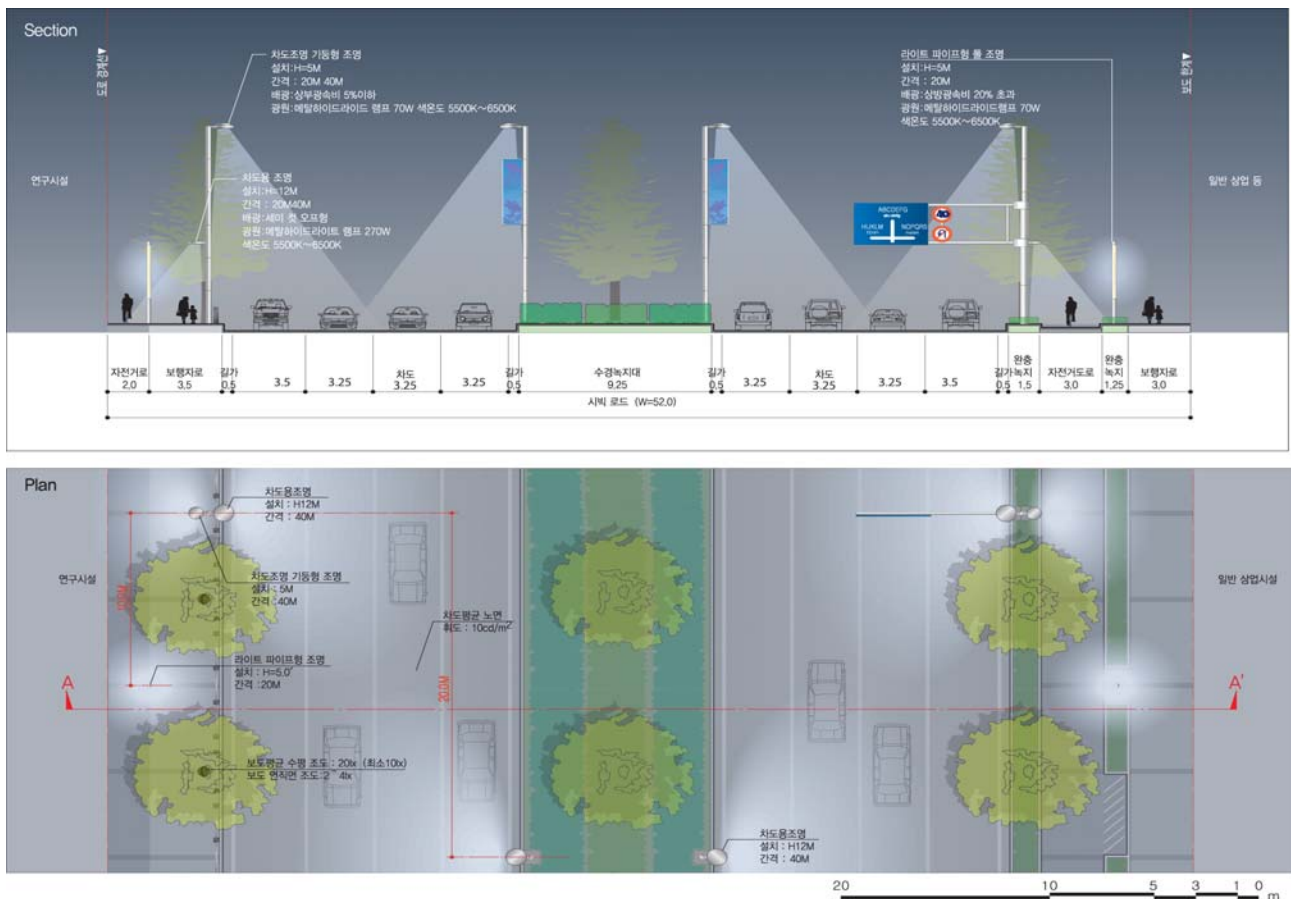 Section
도로 경계선▼
차도조명 기둥형 조명
설치:H=5M
간격 : 20M 40M
배광: 상부광속비 5%이하
광원: 메탈하이드라이드 램프 70W 색온도 5500K~6500K
라이트 파이프형 폴 조명
설치:H=5M
간격 : 20M
배광: 상방광속비 20% 초과
광원: 메탈하이드라이드램프 70W
색온도 5500K~6500K
보도 한계▼
연구시설
차도용 조명
설치:H=12M
간격 : 20M40M
배광: 세미 컷 오프형
광원: 메탈하이드라이트 램프 270W
색온도 5500K~6500K
일반 상업 등
ABCDEFG
HIJKLM
NOPQRS
자전거로 2,0
보행자로 3,5
길가 0.5
3.5
3.25
차도 3.25
3.25
길가 0.5
수경녹지대 9.25
길가 0.5
3.25
차도 3.25
3.25
3.5
길가 0.5
완충 녹지 1,5
자전거도로 3.0
완충 녹지 1,25
보행자로 3,0
시빅 로드 (W=52,0)
Plan
차도용조명
설치 : H12M
간격 : 40M
연구시설
차도조명 기둥형 조명
설치 : 5M
간격 : 40M
차도평균 노면
휘도 : 10cd/m²
일반 상업시설
라이트 파이프형 조명
설치 : H=5.0'
간격 : 20M
20.0M
A
A'
보도평균 수평 조도 : 20lx (최소10lx)
보도 연직면 조도:2 ~ 4lx
차도용조명
설치 : H12M
간격 : 40M
20 10 5 3 1 0 m